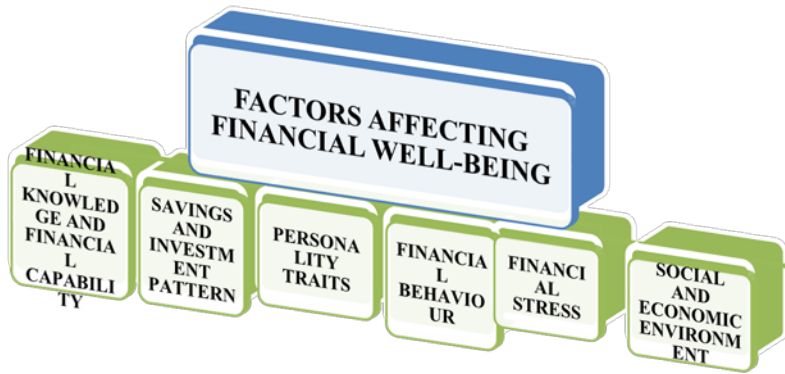 FACTORS AFFECTING
FINANCIAL WELL-BEING
FINANCIA
L
KNOWLED
GE AND
FINANCIA
L
CAPABILI
TY
SAVINGS
AND
INVESTM
ENT
PATTERN
PERSONA
LITY
TRAITS
FINANCIA
L
BEHAVIO
UR
FINANCI
AL
STRESS
SOCIAL
AND
ECONOMIC
ENVIRONM
ENT